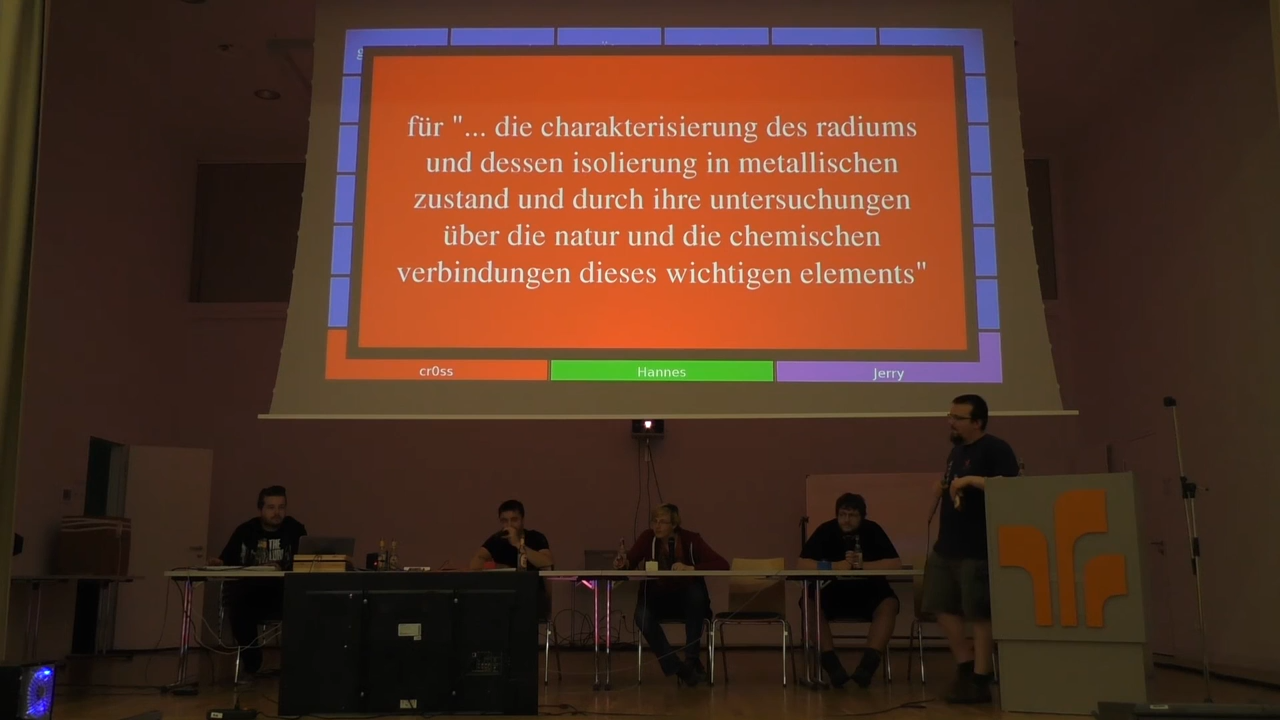 für "... die charakterisierung des radiums
und dessen isolierung in metallischen
zustand und durch ihre untersuchungen
über die natur und die chemischen
verbindungen dieses wichtigen elements"
cr0ss
Hannes
Jerry